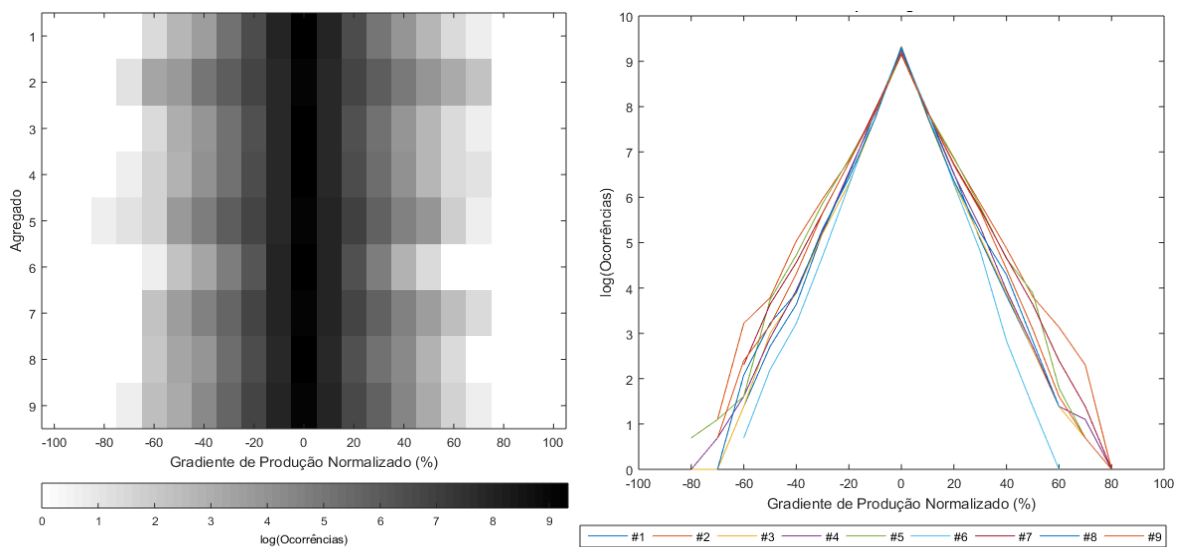 Agregado
1
2
3
4
5
6
7
8
9
-100 -80 -60 -40 -20 0 20 40 60 80 100
Gradiente de Produção Normalizado (%)
0 1 2 3 4 5 6 7 8 9
log(Ocorrências)
log(Ocorrências)
10
9
8
7
6
5
4
3
2
1
0
-100 -80 -60 -40 -20 0 20 40 60 80 100
Gradiente de Produção Normalizado (%)
#1 #2 #3 #4 #5 #6 #7 #8 #9